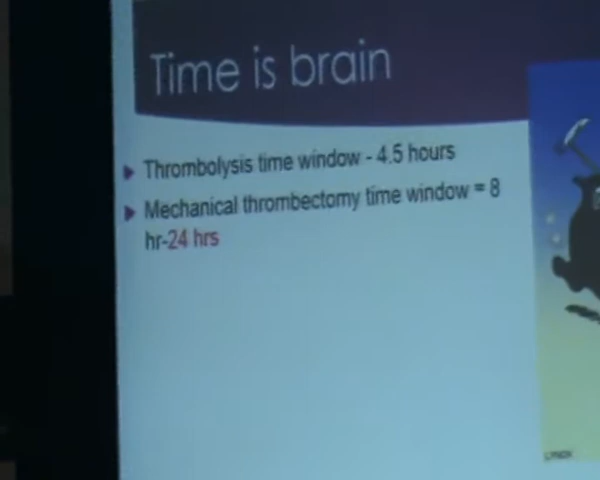 Time is brain
Thrombolysis time window - 4.5 hours
Mechanical thrombectomy time window = 8
hr-24 hrs